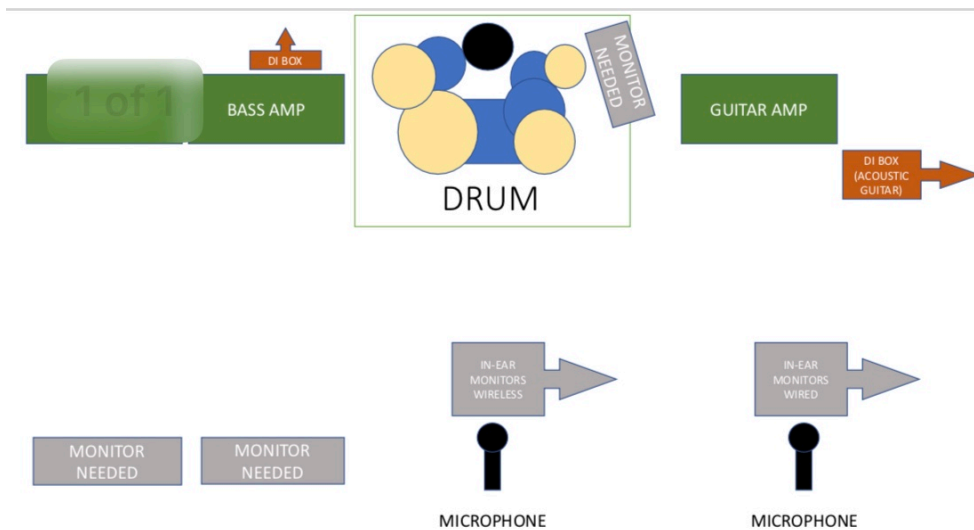 DI BOX
MONITOR
NEEDED
1 of 1
BASS AMP
GUITAR AMP
DI BOX
(ACOUSTIC
GUITAR)
DRUM
IN-EAR
MONITORS
WIRELESS
IN-EAR
MONITORS
WIRED
MONITOR
NEEDED
MONITOR
NEEDED
MICROPHONE
MICROPHONE